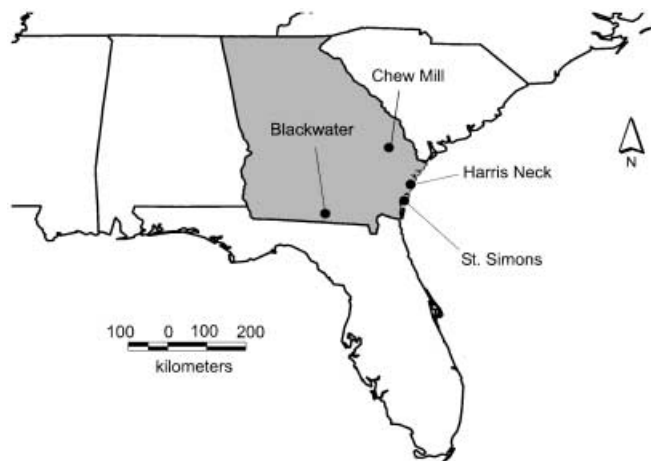 Chew Mill
Blackwater
N
Harris Neck
St. Simons
100 0 100 200
kilometers